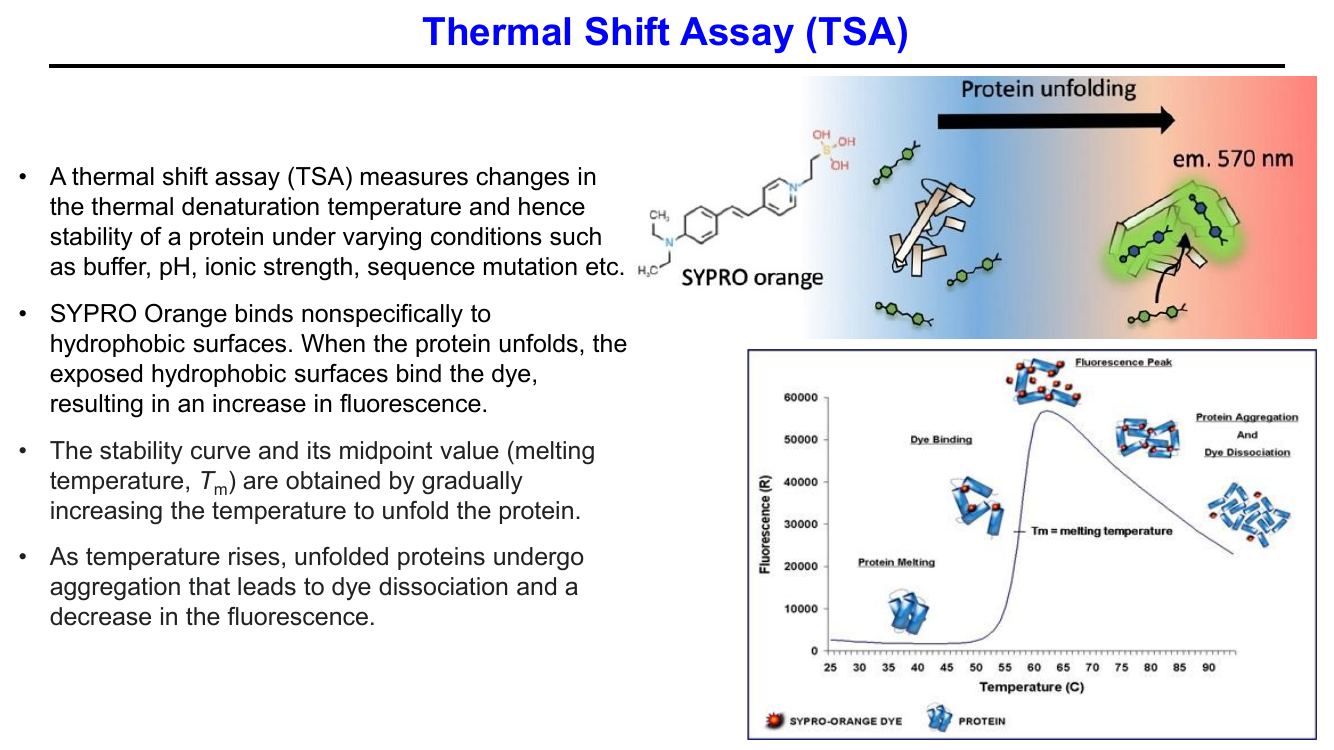 Thermal Shift Assay (TSA)
• A thermal shift assay (TSA) measures changes in
the thermal denaturation temperature and hence
stability of a protein under varying conditions such
as buffer, pH, ionic strength, sequence mutation etc.
• SYPRO Orange binds nonspecifically to
hydrophobic surfaces. When the protein unfolds, the
exposed hydrophobic surfaces bind the dye,
resulting in an increase in fluorescence.
• The stability curve and its midpoint value (melting
temperature, Tm) are obtained by gradually
increasing the temperature to unfold the protein.
• As temperature rises, unfolded proteins undergo
aggregation that leads to dye dissociation and a
decrease in the fluorescence.
Protein unfolding
em. 570 nm
OH
OH
S
OH
N+
CH3
N
H3C
SYPRO orange
Fluorescence Peak
Protein Aggregation
And
Dye Dissociation
Dye Binding
Tm = melting temperature
Protein Melting
Fluorescence (R)
60000
50000
40000
30000
20000
10000
0
25 30 35 40 45 50 55 60 65 70 75 80 85 90
Temperature (C)
SYPRO-ORANGE DYE PROTEIN